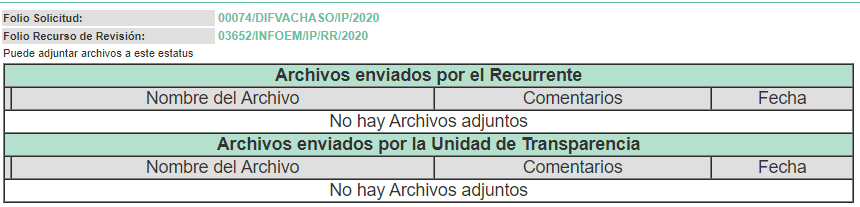 Folio Solicitud: 00074/DIFVACHASO/IP/2020
Folio Recurso de Revisión: 03652/INFOEM/IP/RR/2020
Puede adjuntar archivos a este estatus
Archivos enviados por el Recurrente
Nombre del Archivo Comentarios Fecha
No hay Archivos adjuntos
Archivos enviados por la Unidad de Transparencia
Nombre del Archivo Comentarios Fecha
No hay Archivos adjuntos